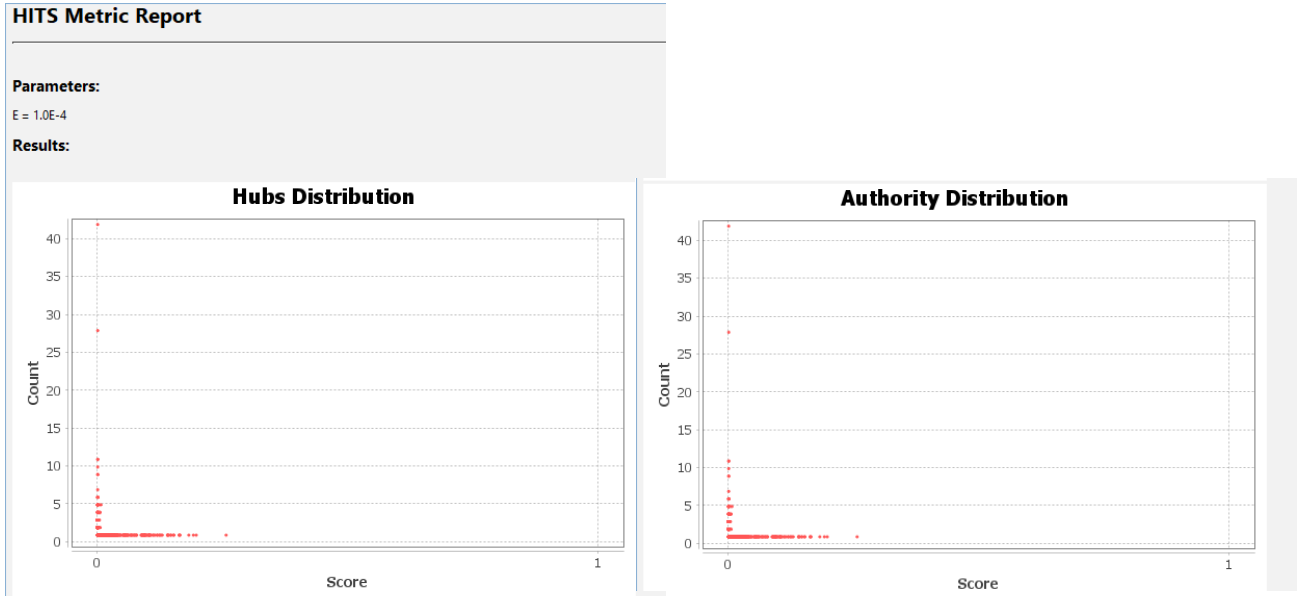 HITS Metric Report
Parameters:
E = 1.0E-4
Results:
Hubs Distribution
40
35
30
25
20
15
10
5
0
Count
0 1
Score
Authority Distribution
40
35
30
25
20
15
10
5
0
Count
0 1
Score